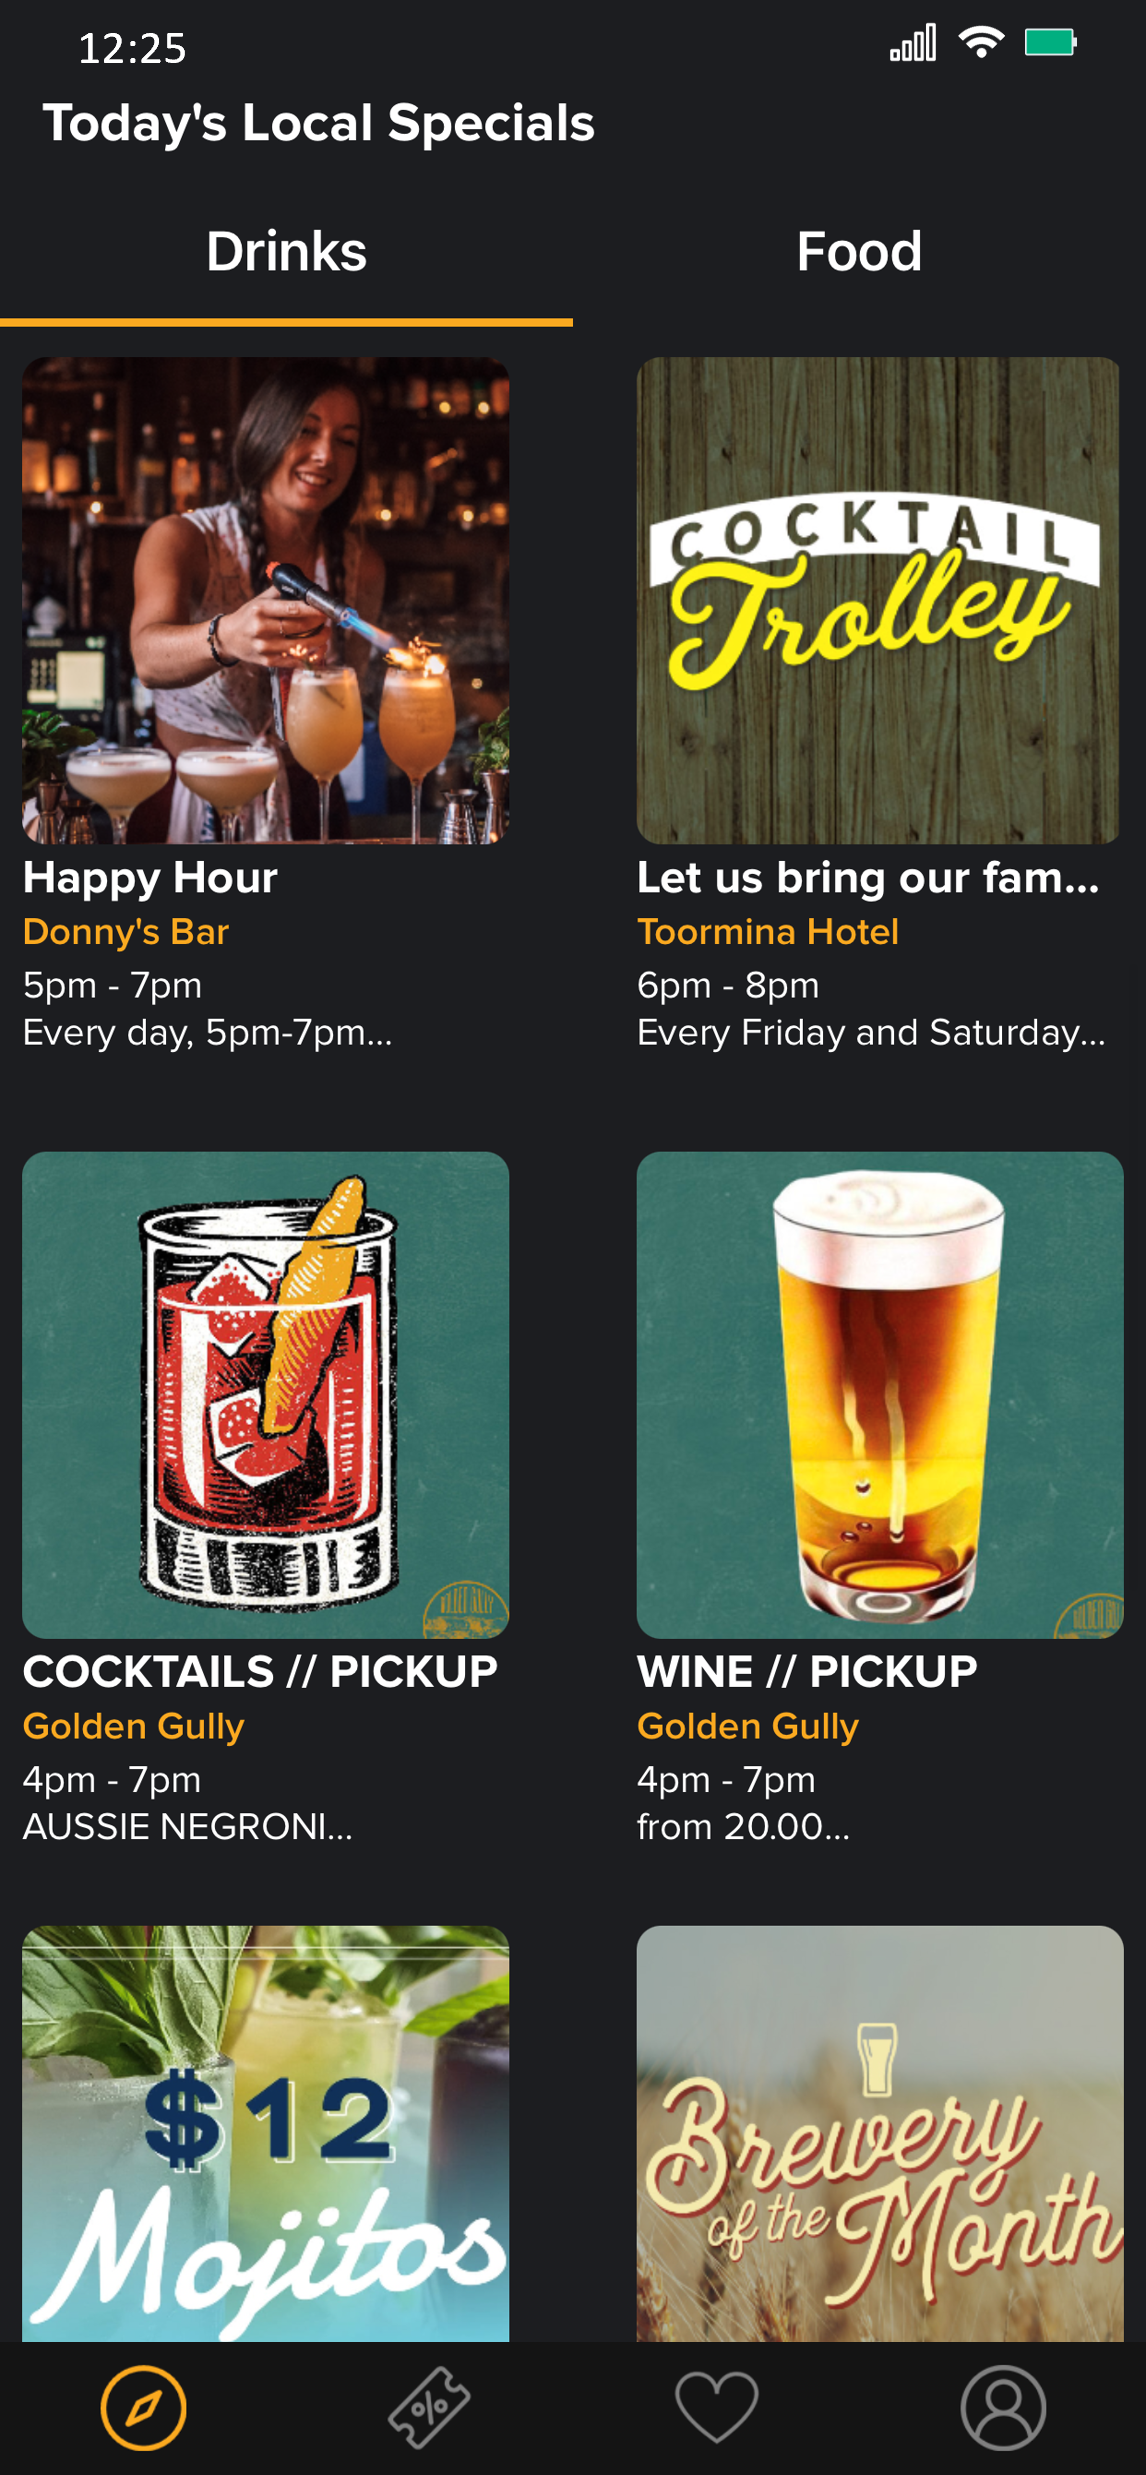 12:25
Today's Local Specials
Drinks
Food
COCKTAIL
Trolley
Happy Hour
Donny's Bar
5pm - 7pm
Every day, 5pm-7pm...
Let us bring our fam...
Toormina Hotel
6pm - 8pm
Every Friday and Saturday...
COCKTAILS // PICKUP
Golden Gully
4pm - 7pm
AUSSIE NEGRONI...
WINE // PICKUP
Golden Gully
4pm - 7pm
from 20.00...
$12
Mojitos
Brewery
of the Month
%